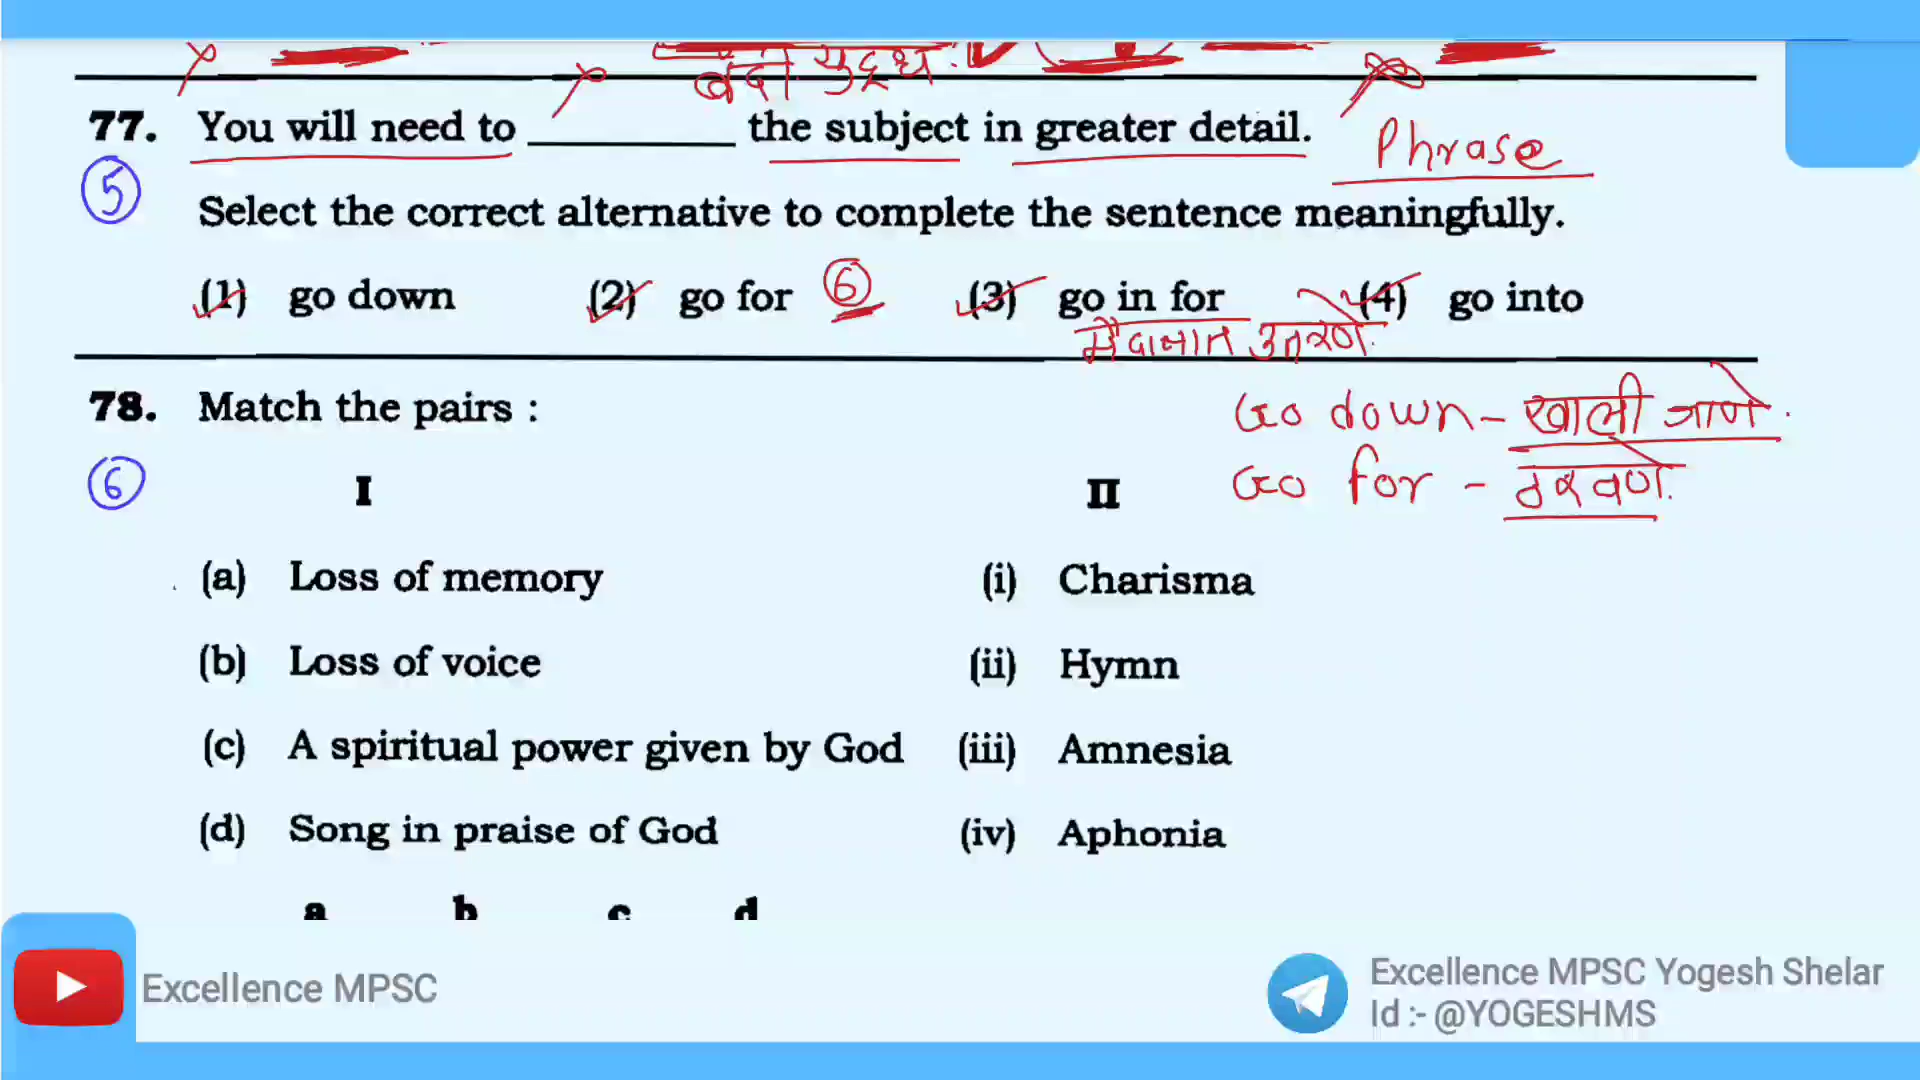 बंदी युद्ध
77. You will need to __________ the subject in greater detail. Phrase
5
Select the correct alternative to complete the sentence meaningfully.
(1) go down (2) go for 6 (3) go in for (4) go into
मैदानात उतरणे.
78. Match the pairs :
Go down – खाली जाणे.
6
I II
Go for – ठरवणे.
(a) Loss of memory (i) Charisma
(b) Loss of voice (ii) Hymn
(c) A spiritual power given by God (iii) Amnesia
(d) Song in praise of God (iv) Aphonia
a b c d
Excellence MPSC
Excellence MPSC Yogesh Shelar
Id :- @YOGESHMS